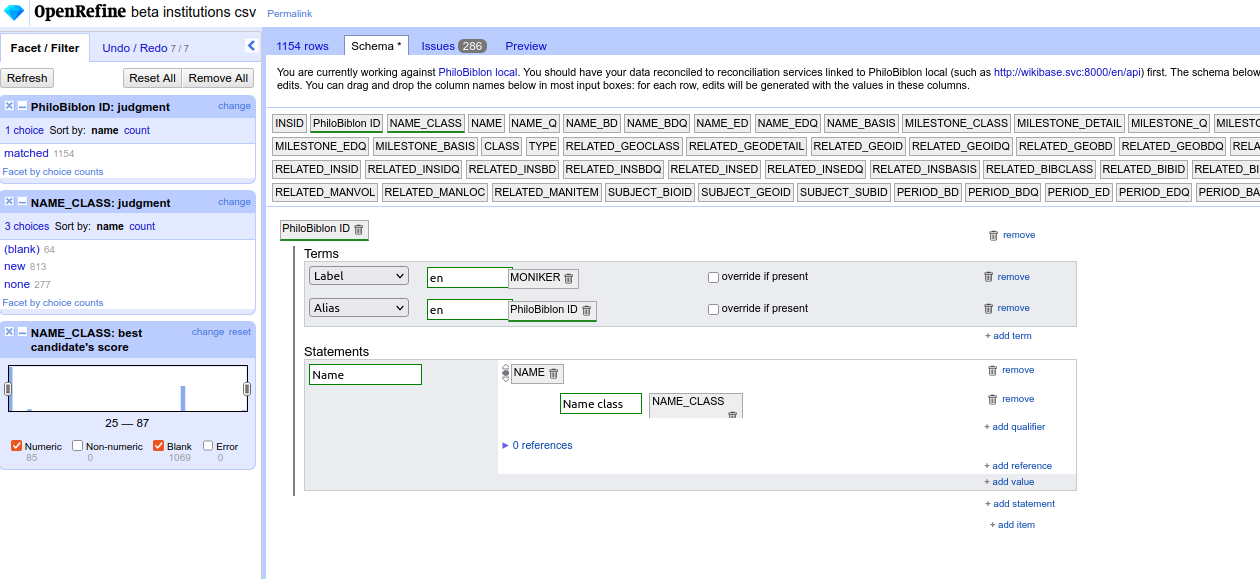 OpenRefine beta institutions csv Permalink
Facet / Filter Undo / Redo 7 / 7
Refresh Reset All Remove All
PhiloBiblon ID: judgment change
1 choice Sort by: name count
matched 1154
Facet by choice counts
NAME_CLASS: judgment change
3 choices Sort by: name count
(blank) 64
new 813
none 277
Facet by choice counts
NAME_CLASS: best candidate's score change reset
25 — 87
Numeric Non-numeric Blank Error
85 0 1069 0
1154 rows Schema * Issues 286 Preview
You are currently working against PhiloBiblon local. You should have your data reconciled to reconciliation services linked to PhiloBiblon local (such as http://wikibase.svc:8000/en/api) first. The schema below
edits. You can drag and drop the column names below in most input boxes: for each row, edits will be generated with the values in these columns.
INSID PhiloBiblon ID NAME_CLASS NAME NAME_Q NAME_BD NAME_BDQ NAME_ED NAME_EDQ NAME_BASIS MILESTONE_CLASS MILESTONE_DETAIL MILESTONE_Q MILESTO
MILESTONE_EDQ MILESTONE_BASIS CLASS TYPE RELATED_GEOCLASS RELATED_GEODETAIL RELATED_GEOID RELATED_GEOIDQ RELATED_GEOBD RELATED_GEOBDQ RELA
RELATED_INSID RELATED_INSIDQ RELATED_INSBD RELATED_INSBDQ RELATED_INSED RELATED_INSEDQ RELATED_INSBASIS RELATED_BIBCLASS RELATED_BIBID RELATED_BI
RELATED_MANVOL RELATED_MANLOC RELATED_MANITEM SUBJECT_BIOID SUBJECT_GEOID SUBJECT_SUBID PERIOD_BD PERIOD_BDQ PERIOD_ED PERIOD_EDQ PERIOD_BA
PhiloBiblon ID remove
Terms
Label en MONIKER override if present remove
Alias en PhiloBiblon ID override if present remove
+ add term
Statements
Name NAME remove
Name class NAME_CLASS remove
+ add qualifier
0 references
+ add reference
+ add value
+ add statement
+ add item